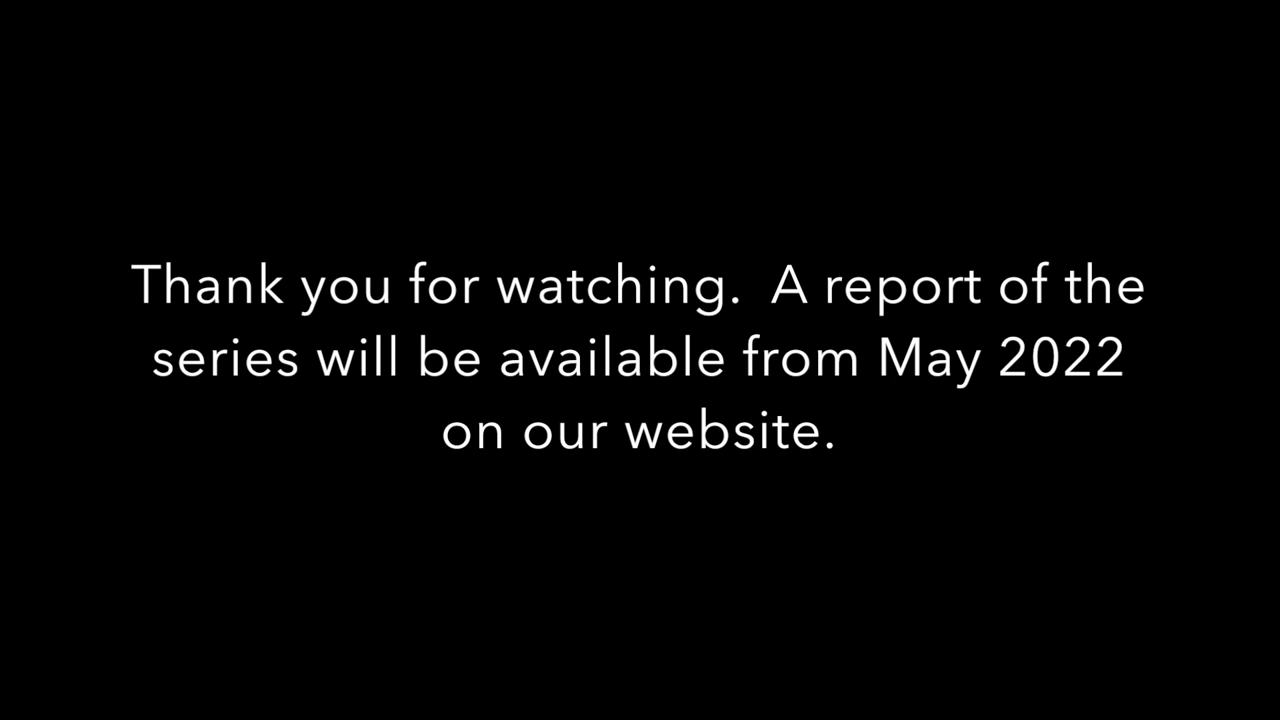 Thank you for watching.  A report of the
series will be available from May 2022
on our website.